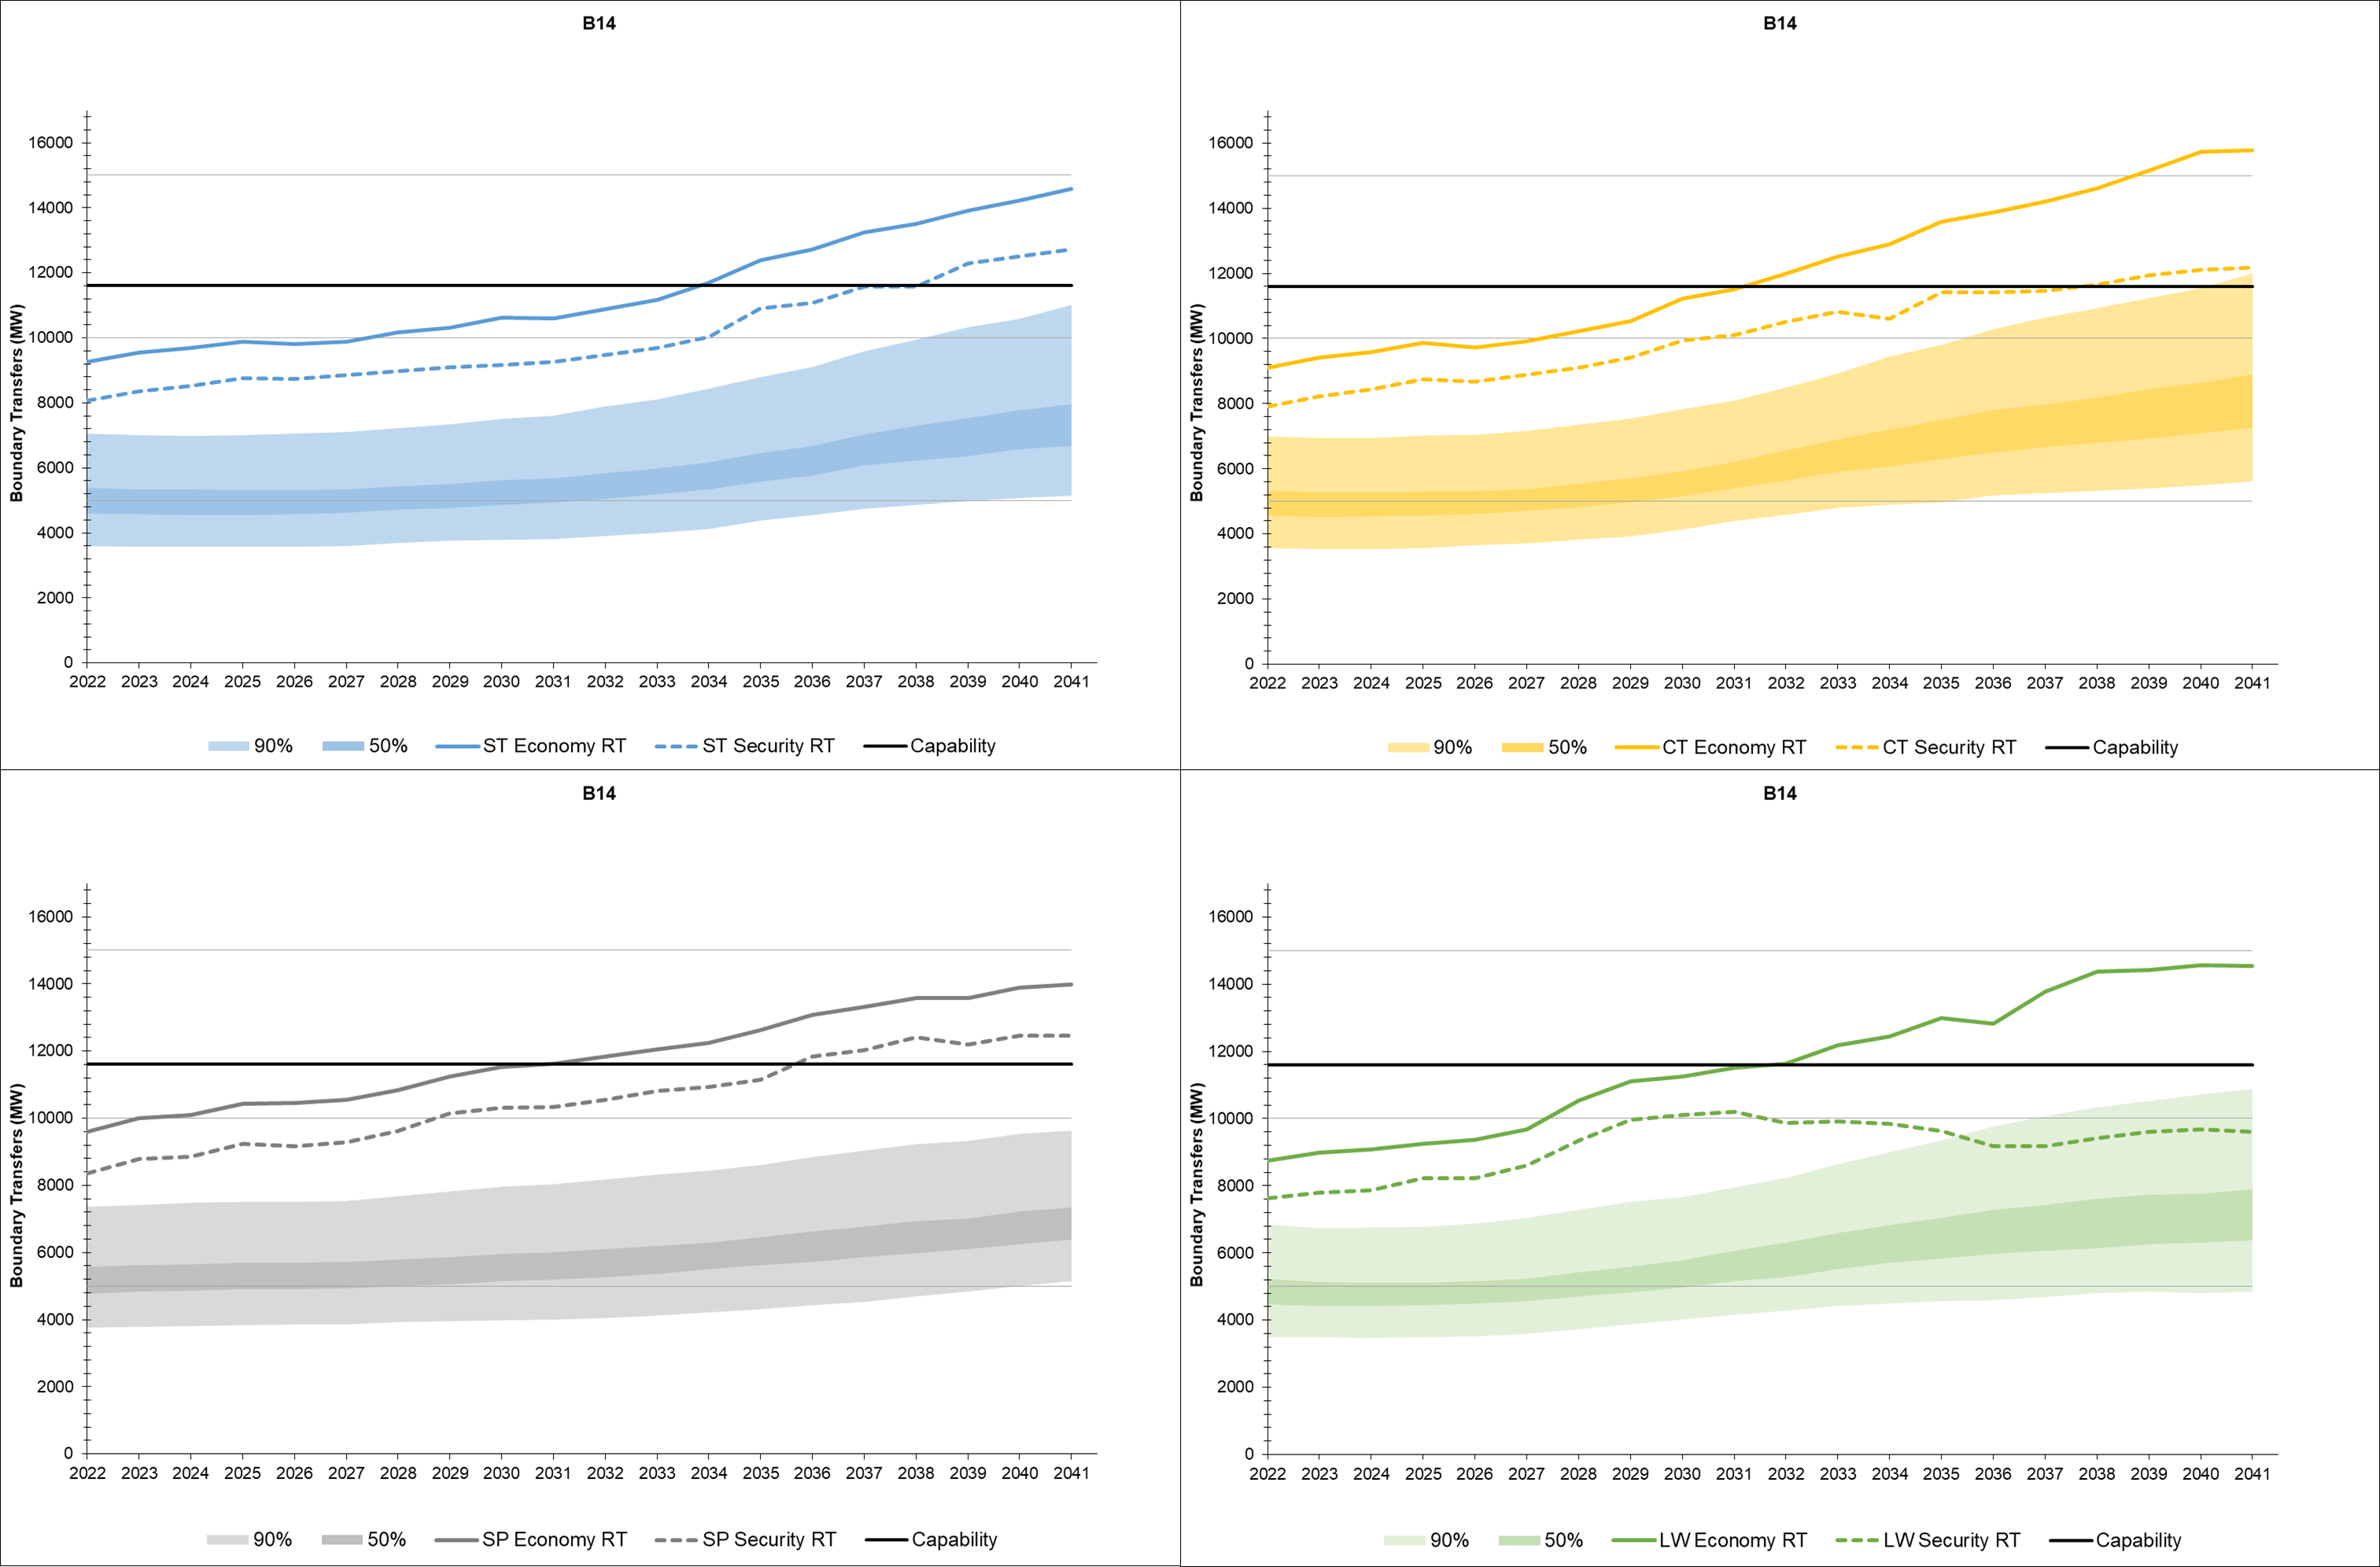 B14
Boundary Transfers (MW)
16000
14000
12000
10000
8000
6000
4000
2000
0
2022 2023 2024 2025 2026 2027 2028 2029 2030 2031 2032 2033 2034 2035 2036 2037 2038 2039 2040 2041
90% 50% ST Economy RT ST Security RT Capability
B14
Boundary Transfers (MW)
16000
14000
12000
10000
8000
6000
4000
2000
0
2022 2023 2024 2025 2026 2027 2028 2029 2030 2031 2032 2033 2034 2035 2036 2037 2038 2039 2040 2041
90% 50% CT Economy RT CT Security RT Capability
B14
Boundary Transfers (MW)
16000
14000
12000
10000
8000
6000
4000
2000
0
2022 2023 2024 2025 2026 2027 2028 2029 2030 2031 2032 2033 2034 2035 2036 2037 2038 2039 2040 2041
90% 50% SP Economy RT SP Security RT Capability
B14
Boundary Transfers (MW)
16000
14000
12000
10000
8000
6000
4000
2000
0
2022 2023 2024 2025 2026 2027 2028 2029 2030 2031 2032 2033 2034 2035 2036 2037 2038 2039 2040 2041
90% 50% LW Economy RT LW Security RT Capability